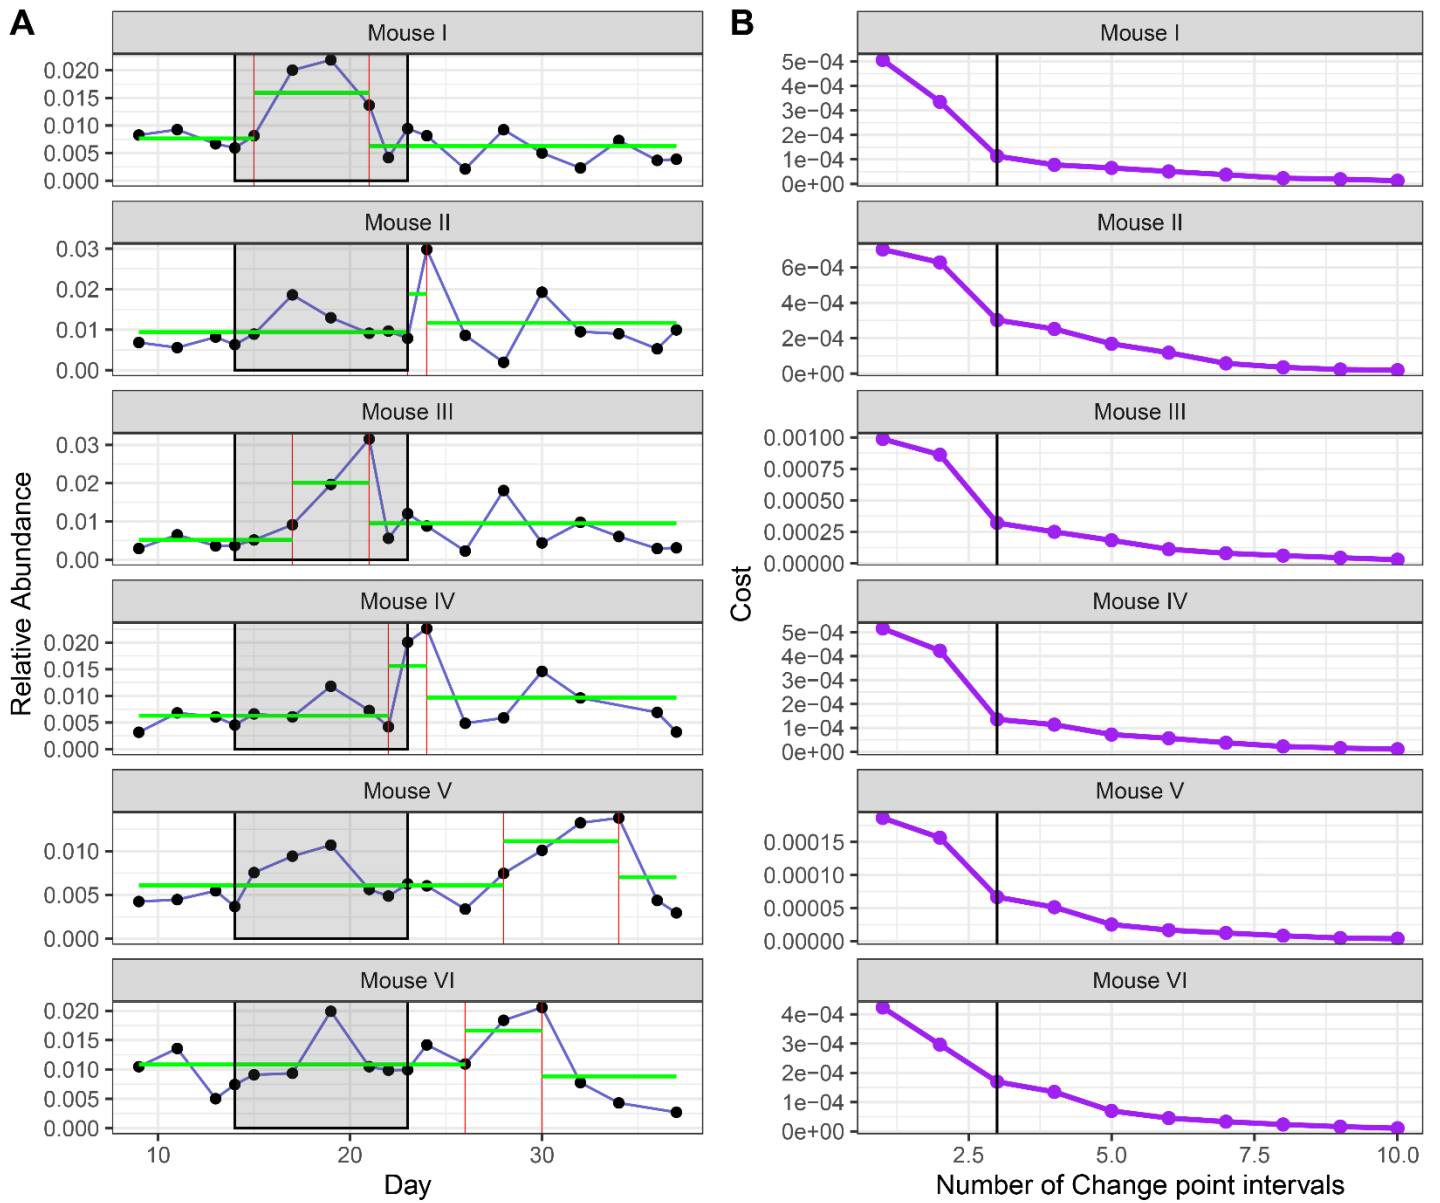 A
Mouse I
0.020
0.015
0.010
0.005
0.000
Mouse II
0.03
0.02
0.01
0.00
Mouse III
0.03
0.02
0.01
0.00
Mouse IV
0.020
0.015
0.010
0.005
0.000
Mouse V
0.010
0.005
0.000
Mouse VI
0.020
0.015
0.010
0.005
0.000
10 20 30
Day
Relative Abundance
B
Mouse I
5e−04
4e−04
3e−04
2e−04
1e−04
0e+00
Mouse II
6e−04
4e−04
2e−04
0e+00
Mouse III
0.00100
0.00075
0.00050
0.00025
0.00000
Mouse IV
5e−04
4e−04
3e−04
2e−04
1e−04
0e+00
Mouse V
0.00015
0.00010
0.00005
0.00000
Mouse VI
4e−04
3e−04
2e−04
1e−04
0e+00
2.5 5.0 7.5 10.0
Number of Change point intervals
Cost